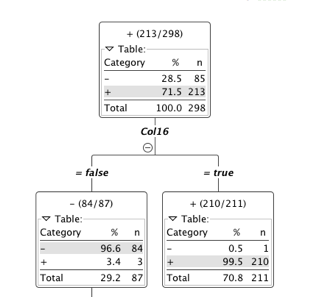 + (213/298)
▽ Table:
Category % n
– 28.5 85
+ 71.5 213
Total 100.0 298
Col16
= false
= true
– (84/87)
▽ Table:
Category % n
– 96.6 84
+ 3.4 3
Total 29.2 87
+ (210/211)
▽ Table:
Category % n
– 0.5 1
+ 99.5 210
Total 70.8 211